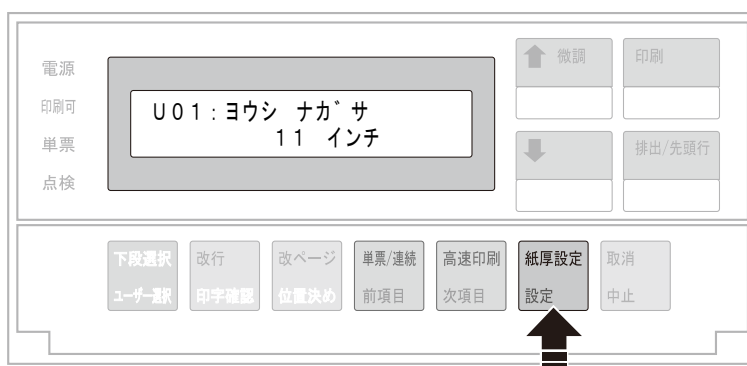 電源
印刷可
単票
点検
U01:ヨウシ ナガ゛サ
11 インチ
微調
印刷
排出/先頭行
下段選択
ユーザー選択
改行
印字確認
改ページ
位置決め
単票/連続
前項目
高速印刷
次項目
紙厚設定
設定
取消
中止